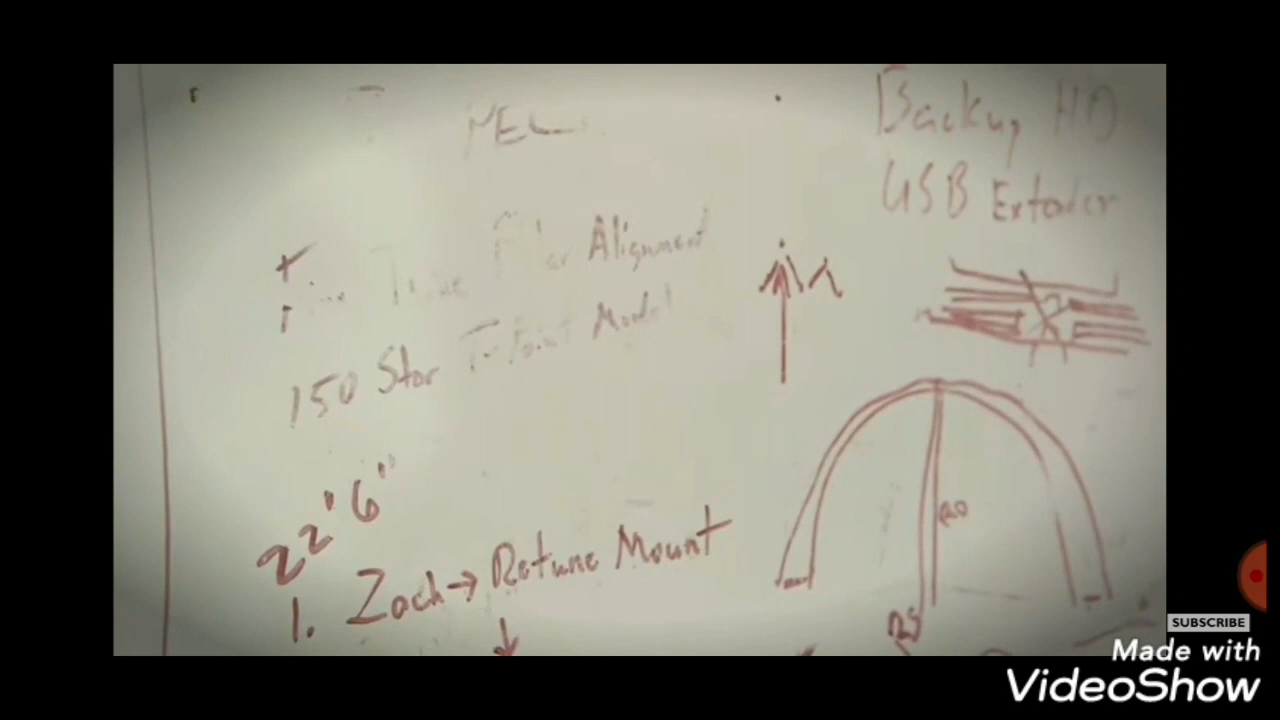 MEL
Backup HD
USB Extender
Fine Tune Polar Alignment
150 Star T-Point Model
22' 6"
1. Zach → Retune Mount
SUBSCRIBE
Made with
VideoShow